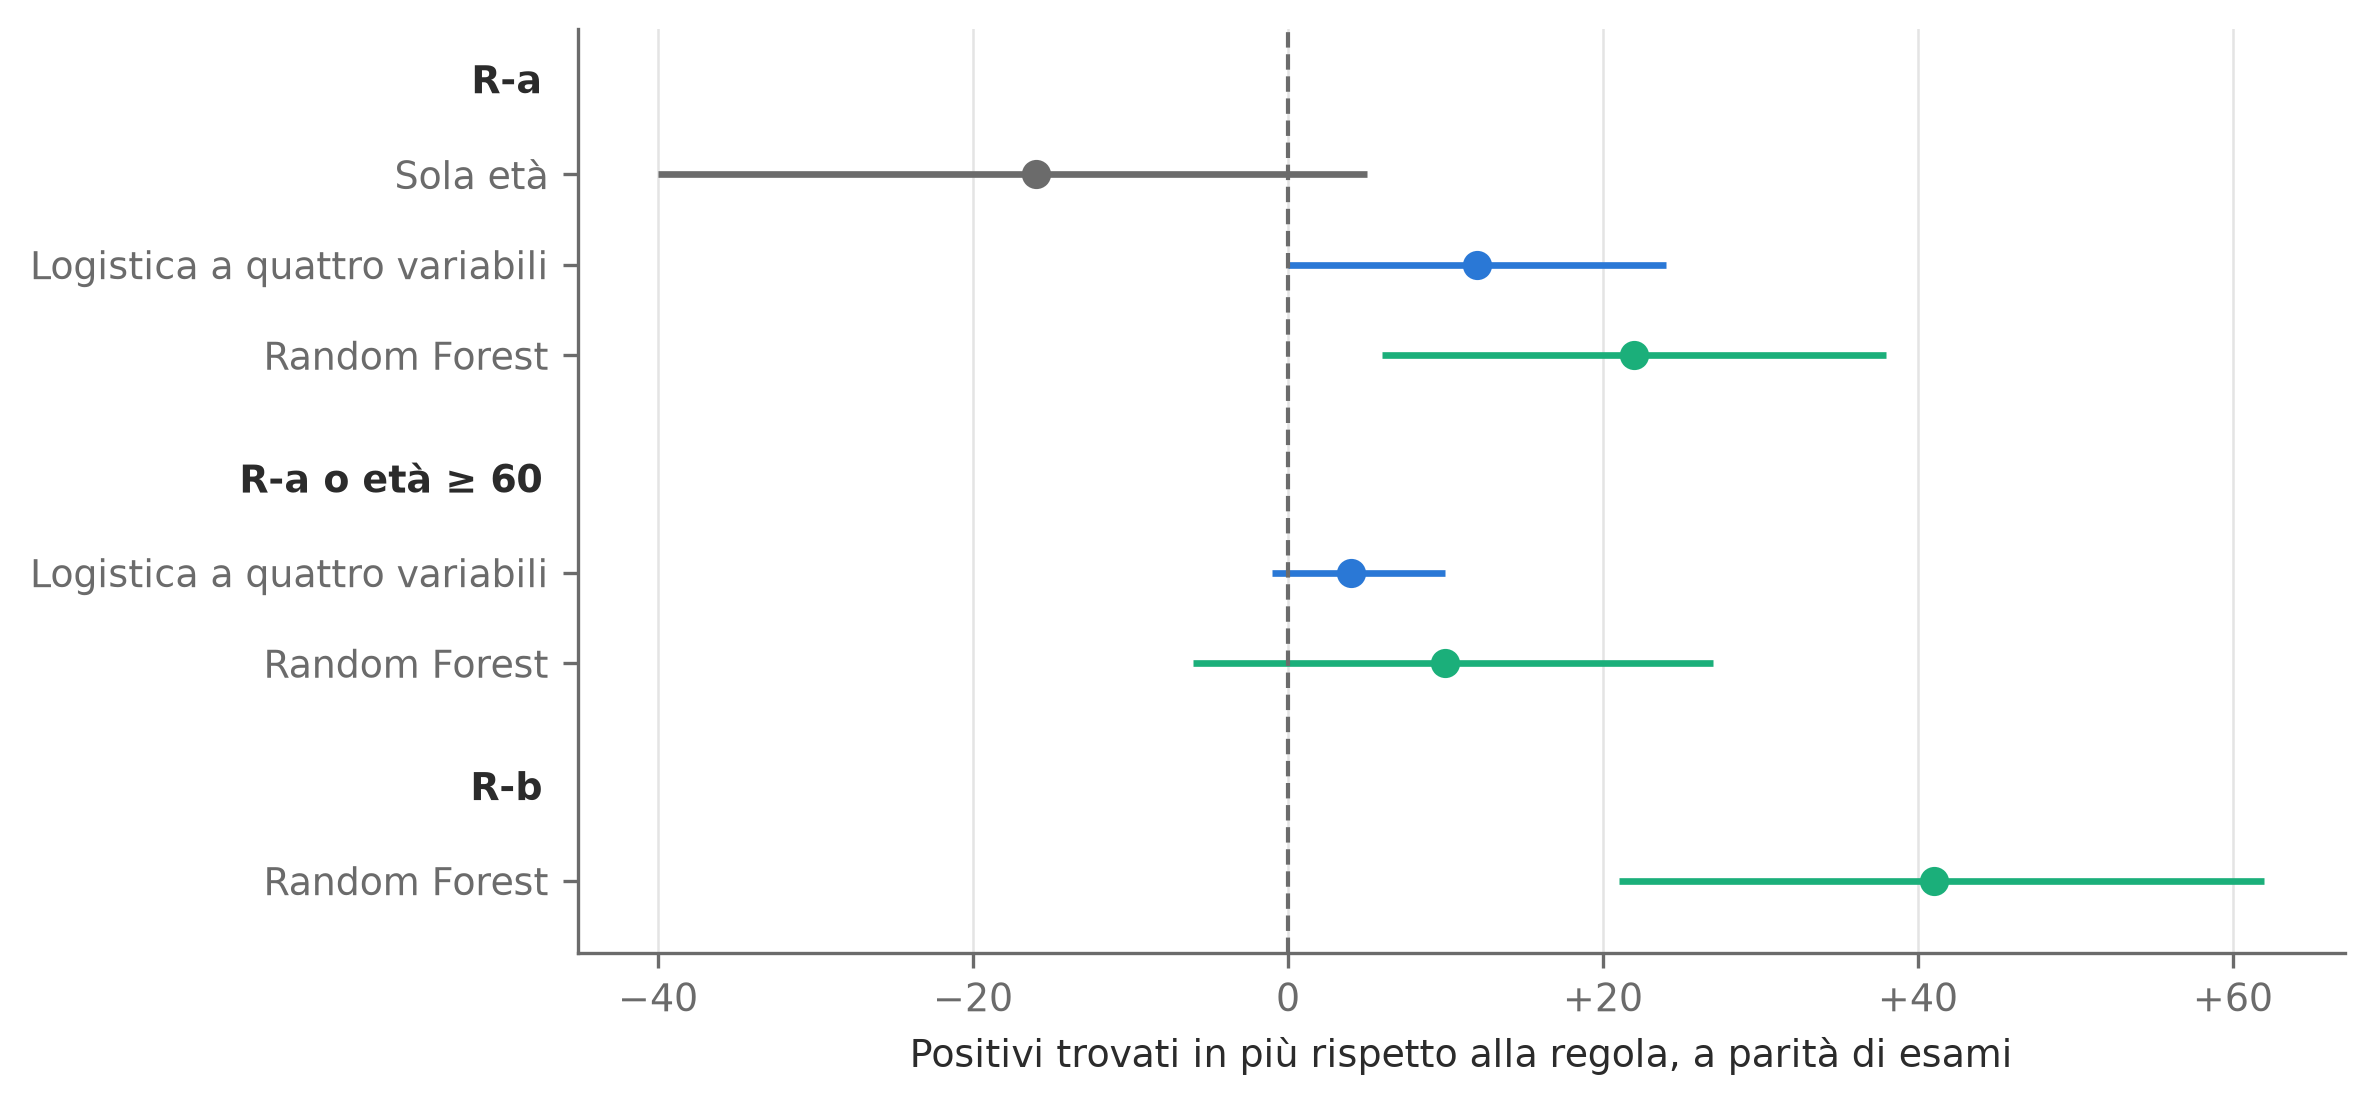 R-a
Sola età
Logistica a quattro variabili
Random Forest
R-a o età ≥ 60
Logistica a quattro variabili
Random Forest
R-b
Random Forest
−40 −20 0 +20 +40 +60
Positivi trovati in più rispetto alla regola, a parità di esami